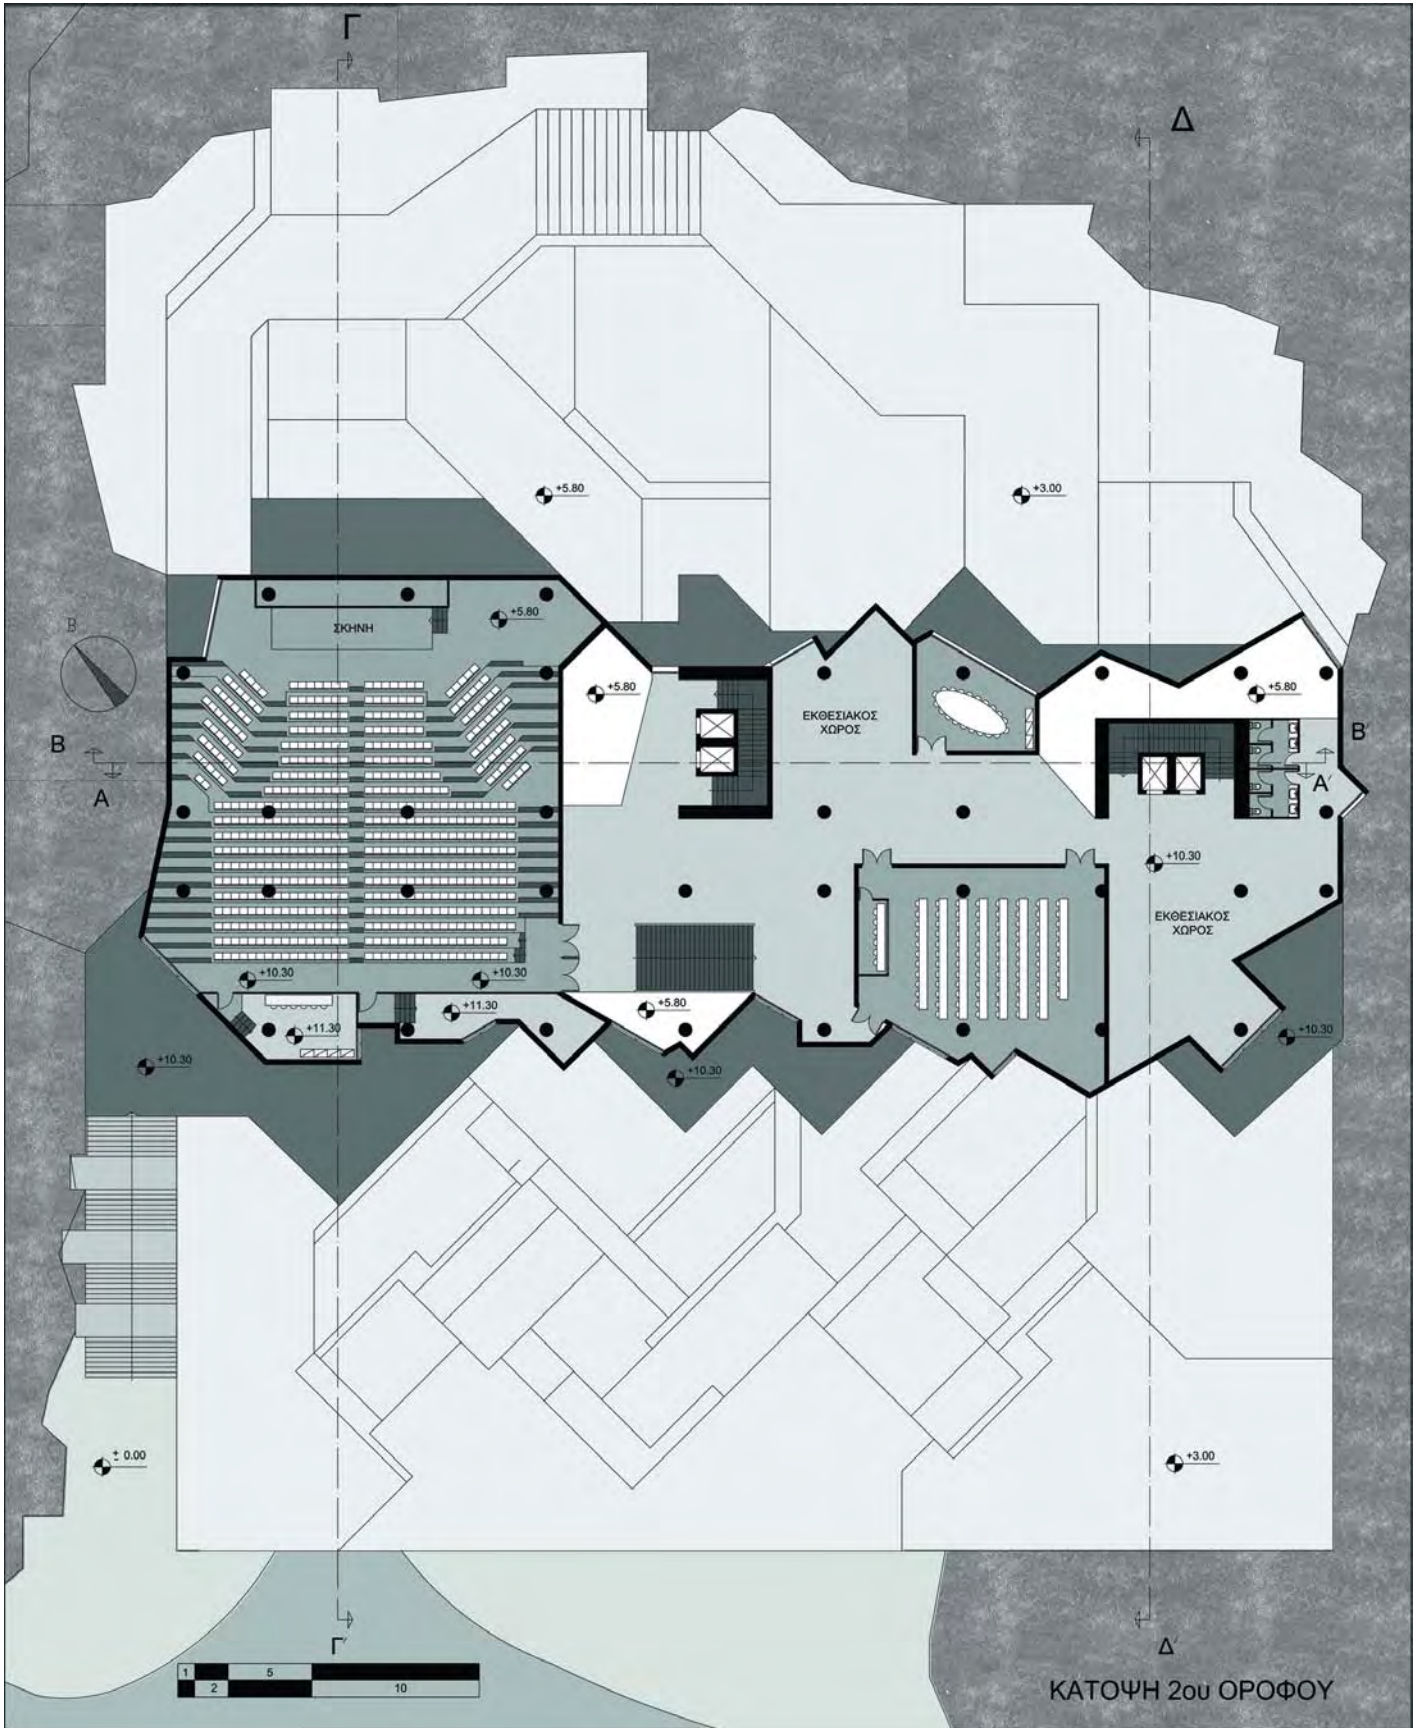 Γ
Δ
+5.80
+3.00
ΣΚΗΝΗ
+5.80
B
+5.80
ΕΚΘΕΣΙΑΚΟΣ
ΧΩΡΟΣ
+5.80
B
B'
A
A'
+10.30
ΕΚΘΕΣΙΑΚΟΣ
ΧΩΡΟΣ
+10.30
+10.30
+11.30
+11.30
+5.80
+10.30
+10.30
+10.30
± 0.00
+3.00
Γ'
Δ'
1
5
2
10
ΚΑΤΟΨΗ 2ου ΟΡΟΦΟΥ